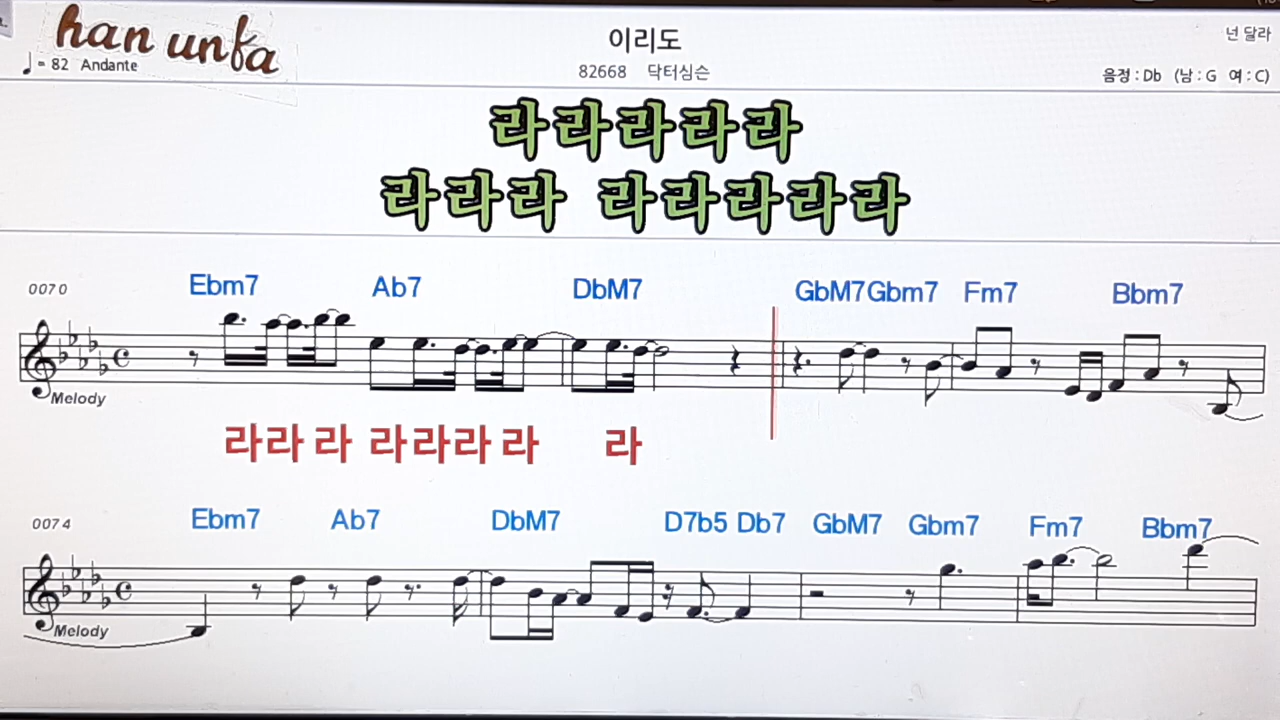 han unfa
이리도
넌 달라
♩= 82 Andante
82668 닥터심슨
음정 : Db (남 : G 여 : C)
라라라라라
라라라 라라라라라
0070 Ebm7 Ab7 DbM7 GbM7 Gbm7 Fm7 Bbm7
Melody
라라 라 라라라 라 라
0074 Ebm7 Ab7 DbM7 D7b5 Db7 GbM7 Gbm7 Fm7 Bbm7
Melody